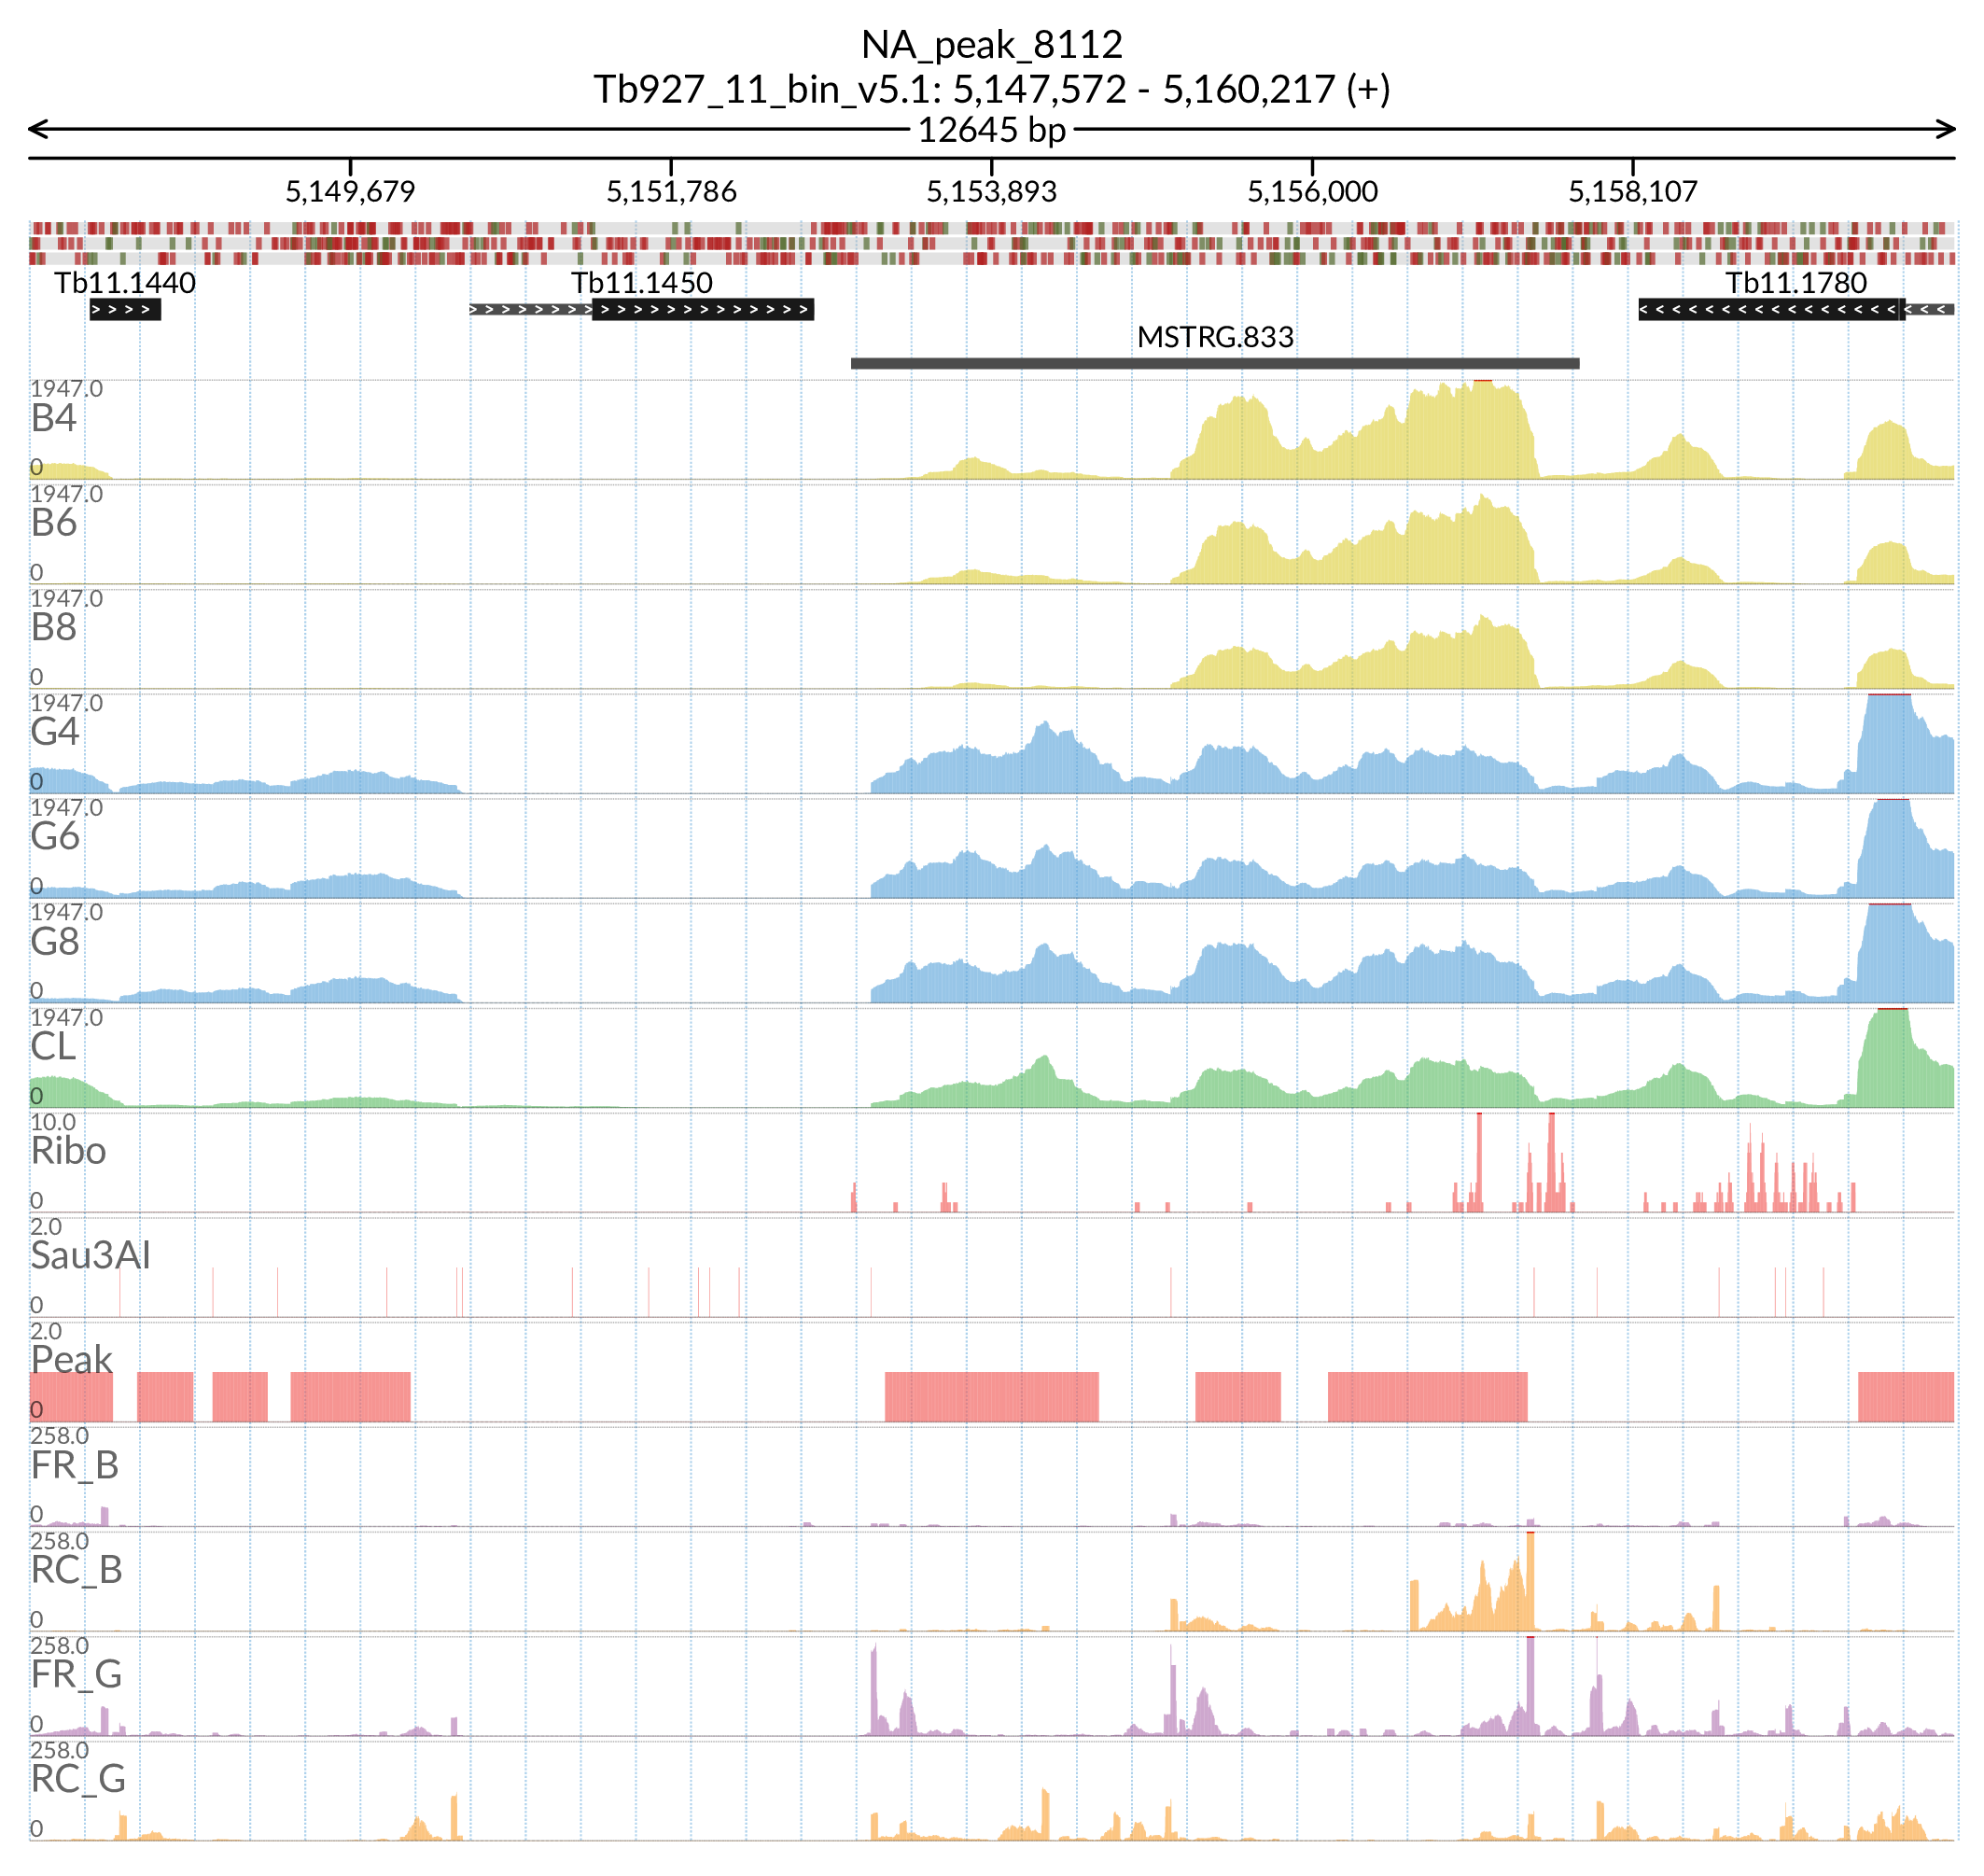 NA_peak_8112
Tb927_11_bin_v5.1: 5,147,572 - 5,160,217 (+)
12645 bp
5,149,679 5,151,786 5,153,893 5,156,000 5,158,107
Tb11.1440 Tb11.1450 Tb11.1780
MSTRG.833
1947.0
B4
0
1947.0
B6
0
1947.0
B8
0
1947.0
G4
0
1947.0
G6
0
1947.0
G8
0
1947.0
CL
0
10.0
Ribo
0
2.0
Sau3AI
0
2.0
Peak
0
258.0
FR_B
0
258.0
RC_B
0
258.0
FR_G
0
258.0
RC_G
0